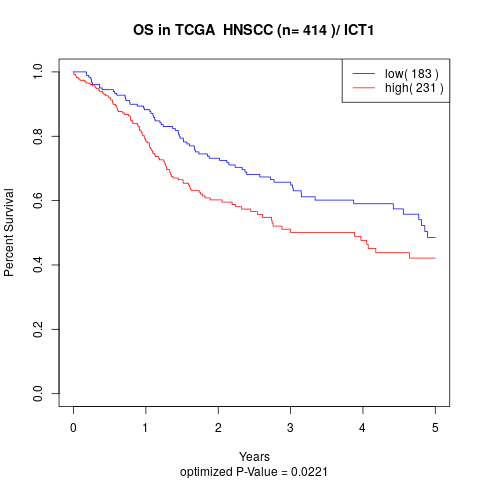 OS in TCGA  HNSCC (n= 414 )/ ICT1
low( 183 )
high( 231 )
Percent Survival
1.0
0.8
0.6
0.4
0.2
0.0
0 1 2 3 4 5
Years
optimized P-Value = 0.0221